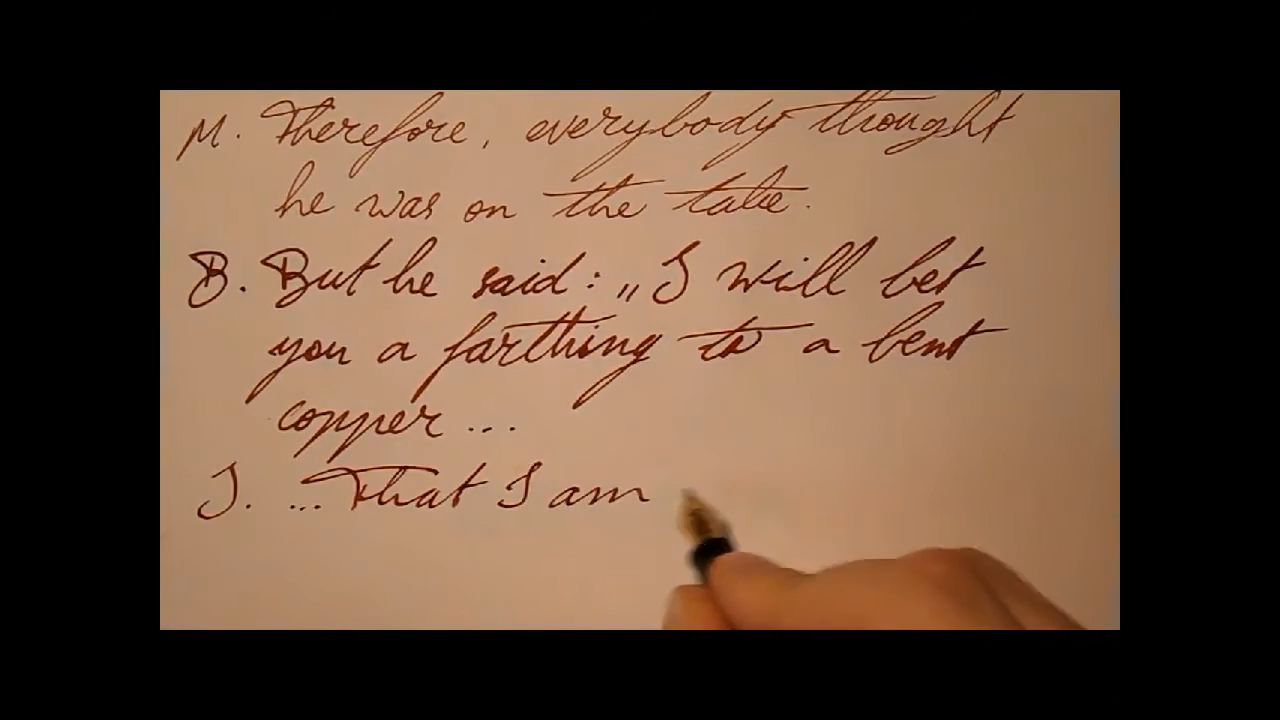 M. Therefore, everybody thought
he was on the take.
B. But he said: „I will bet
you a farthing to a bent
copper...
J. ...That I am